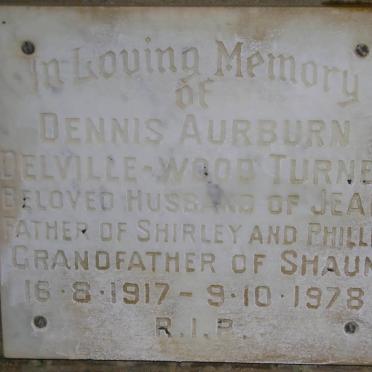 In Loving Memory
of
DENNIS AURBURN
DELVILLE-WOOD TURNE
BELOVED HUSBAND OF JEA
FATHER OF SHIRLEY AND PHILL
GRANDFATHER OF SHAUN
16·8·1917 - 9·10·1978
R.I.P.